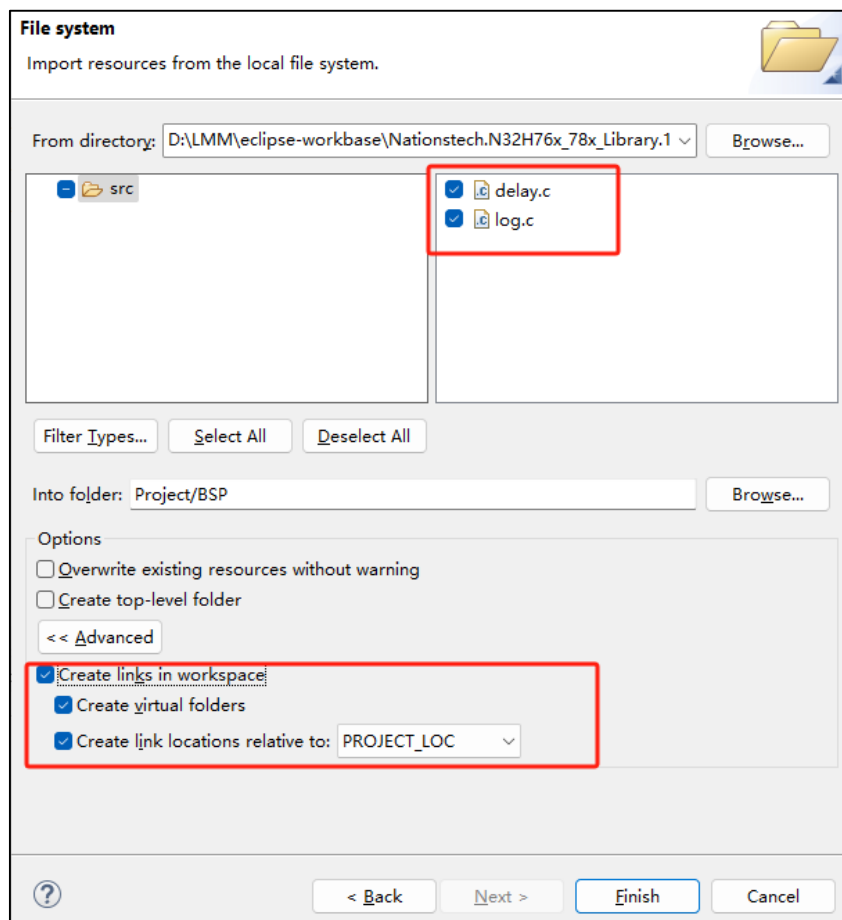 File system
Import resources from the local file system.
From directory: D:\LMM\eclipse-workbase\Nationstech.N32H76x_78x_Library.1 Browse...
src
delay.c
log.c
Filter Types... Select All Deselect All
Into folder: Project/BSP Browse...
Options
Overwrite existing resources without warning
Create top-level folder
<< Advanced
Create links in workspace
Create virtual folders
Create link locations relative to: PROJECT_LOC
? < Back Next > Finish Cancel